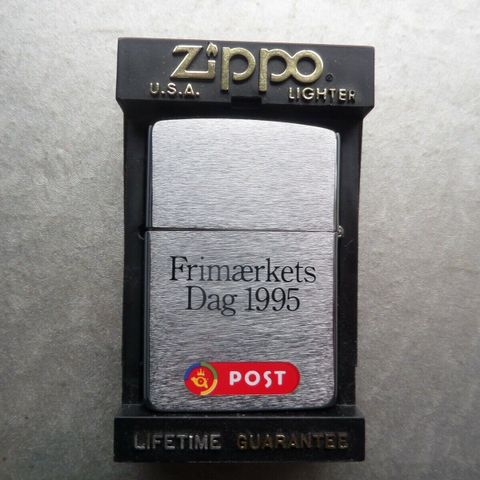 Zippo
U.S.A. LIGHTER
Frimærkets
Dag 1995
POST
LIFETIME GUARANTEE